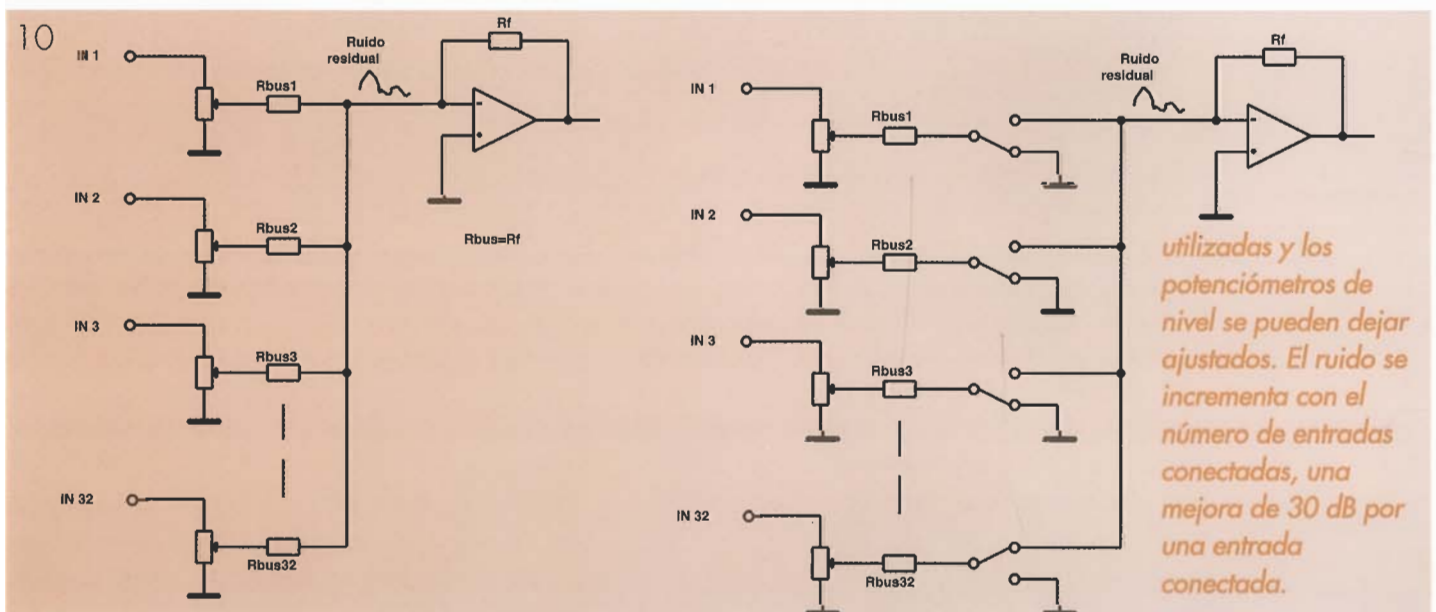 10
IN 1
Rbus1
Ruido
residual
Rf
IN 2
Rbus2
Rbus=Rf
IN 3
Rbus3
IN 32
Rbus32
IN 1
Rbus1
Ruido
residual
Rf
IN 2
Rbus2
IN 3
Rbus3
IN 32
Rbus32
utilizadas y los
potenciómetros de
nivel se pueden dejar
ajustados. El ruido se
incrementa con el
número de entradas
conectadas, una
mejora de 30 dB por
una entrada
conectada.